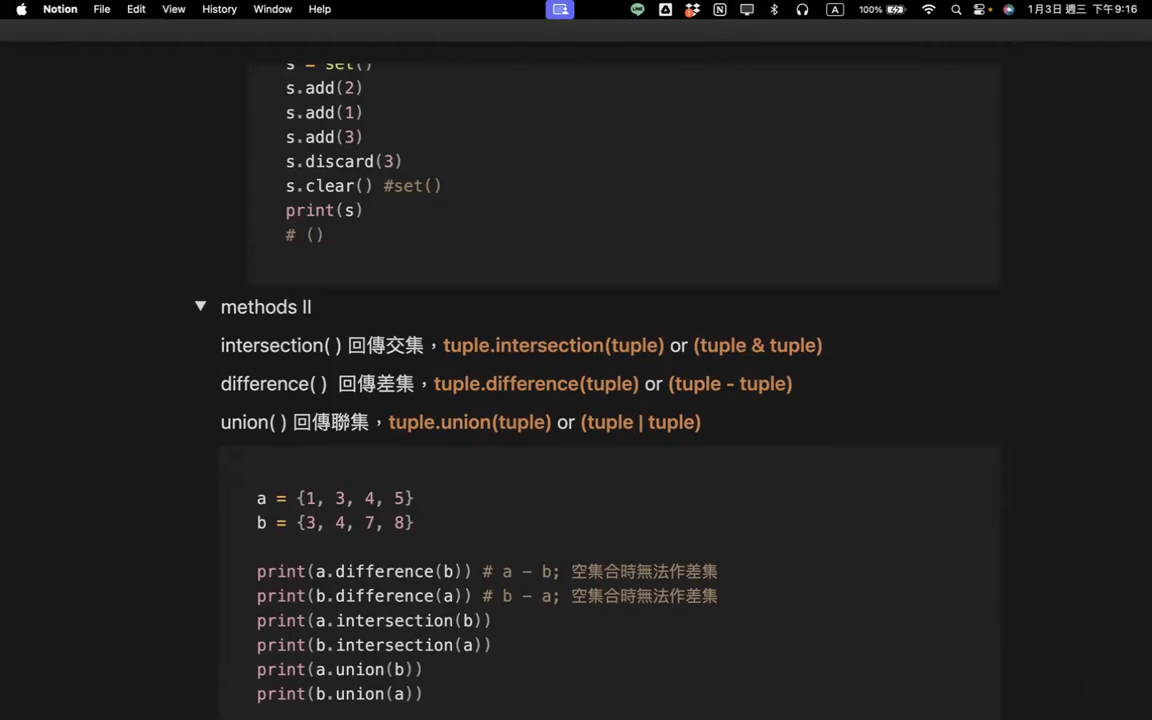 Notion File Edit View History Window Help 100% 1月3日 週三 下午9:16
s = set()
s.add(2)
s.add(1)
s.add(3)
s.discard(3)
s.clear() #set()
print(s)
# ()
methods II
intersection( ) 回傳交集，tuple.intersection(tuple) or (tuple & tuple)
difference( ) 回傳差集，tuple.difference(tuple) or (tuple - tuple)
union( ) 回傳聯集，tuple.union(tuple) or (tuple | tuple)
a = {1, 3, 4, 5}
b = {3, 4, 7, 8}
print(a.difference(b)) # a - b; 空集合時無法作差集
print(b.difference(a)) # b - a; 空集合時無法作差集
print(a.intersection(b))
print(b.intersection(a))
print(a.union(b))
print(b.union(a))